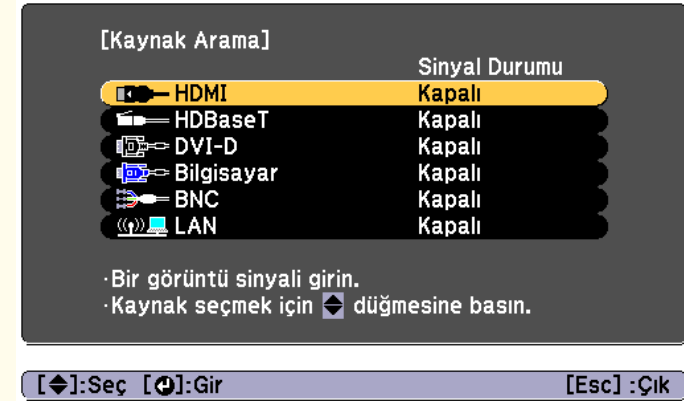 [Kaynak Arama]
Sinyal Durumu
HDMI Kapalı
HDBaseT Kapalı
DVI-D Kapalı
Bilgisayar Kapalı
BNC Kapalı
LAN Kapalı
·Bir görüntü sinyali girin.
·Kaynak seçmek için düğmesine basın.
[ ]:Seç [ ]:Gir [Esc] :Çık